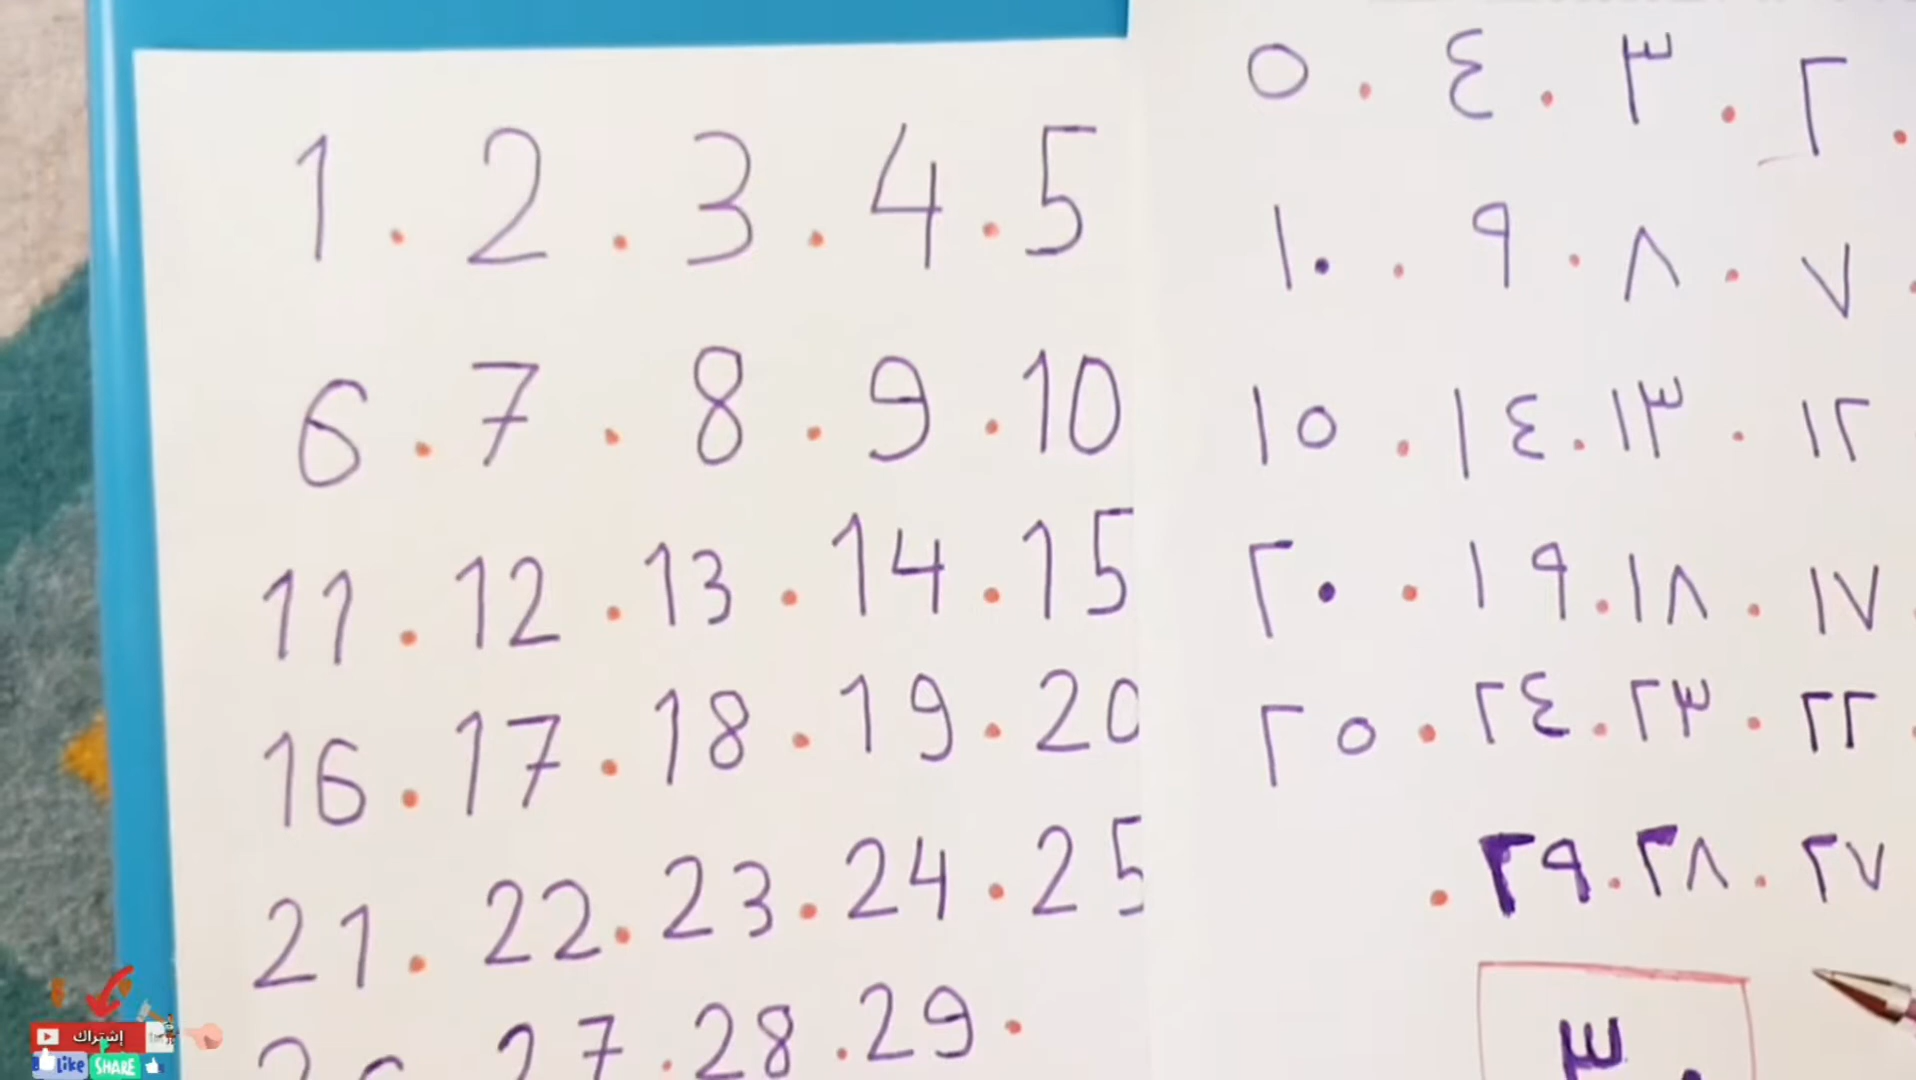 1 . 2 . 3 . 4 . 5
6 . 7 . 8 . 9 . 10
11 . 12 . 13 . 14 . 15
16 . 17 . 18 . 19 . 20
21 . 22 . 23 . 24 . 25
27 . 28 . 29 .
٢ . ٣ . ٤ . ٥
٧ . ٨ . ٩ . ١٠
١٢ . ١٣ . ١٤ . ١٥
١٧ . ١٨ . ١٩ . ٢٠
٢٢ . ٢٣ . ٢٤ . ٢٥
٢٧ . ٢٨ . ٢٩ .
٣٠
إشتراك
like SHARE